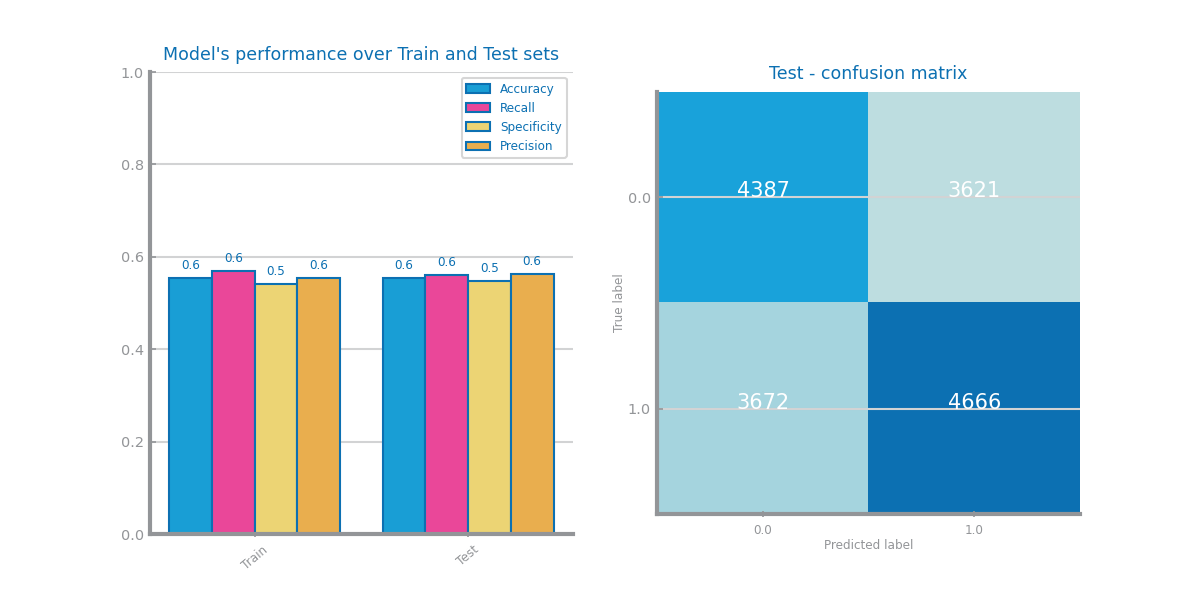 Model's performance over Train and Test sets
1.0
0.8
0.6
0.4
0.2
0.0
Accuracy
Recall
Specificity
Precision
0.6
0.6
0.5
0.6
0.6
0.6
0.5
0.6
Train
Test
Test - confusion matrix
True label
0.0
1.0
4387
3621
3672
4666
0.0
1.0
Predicted label